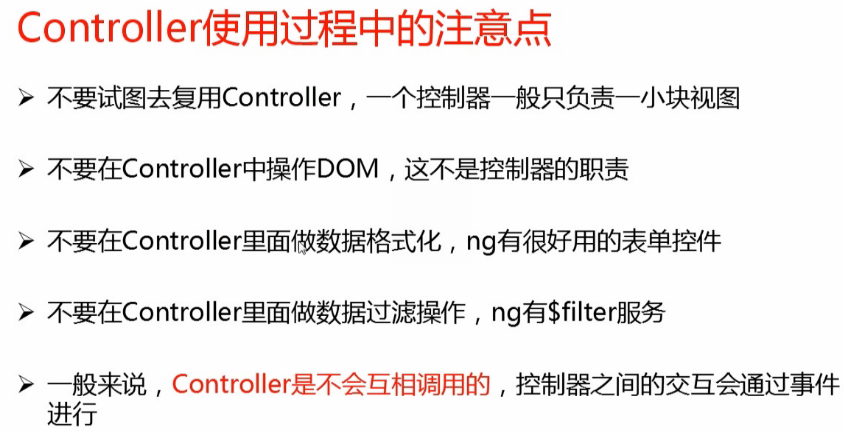 Controller使用过程中的注意点
➢ 不要试图去复用Controller，一个控制器一般只负责一小块视图
➢ 不要在Controller中操作DOM，这不是控制器的职责
➢ 不要在Controller里面做数据格式化，ng有很好用的表单控件
➢ 不要在Controller里面做数据过滤操作，ng有$filter服务
➢ 一般来说，Controller是不会互相调用的，控制器之间的交互会通过事件
进行